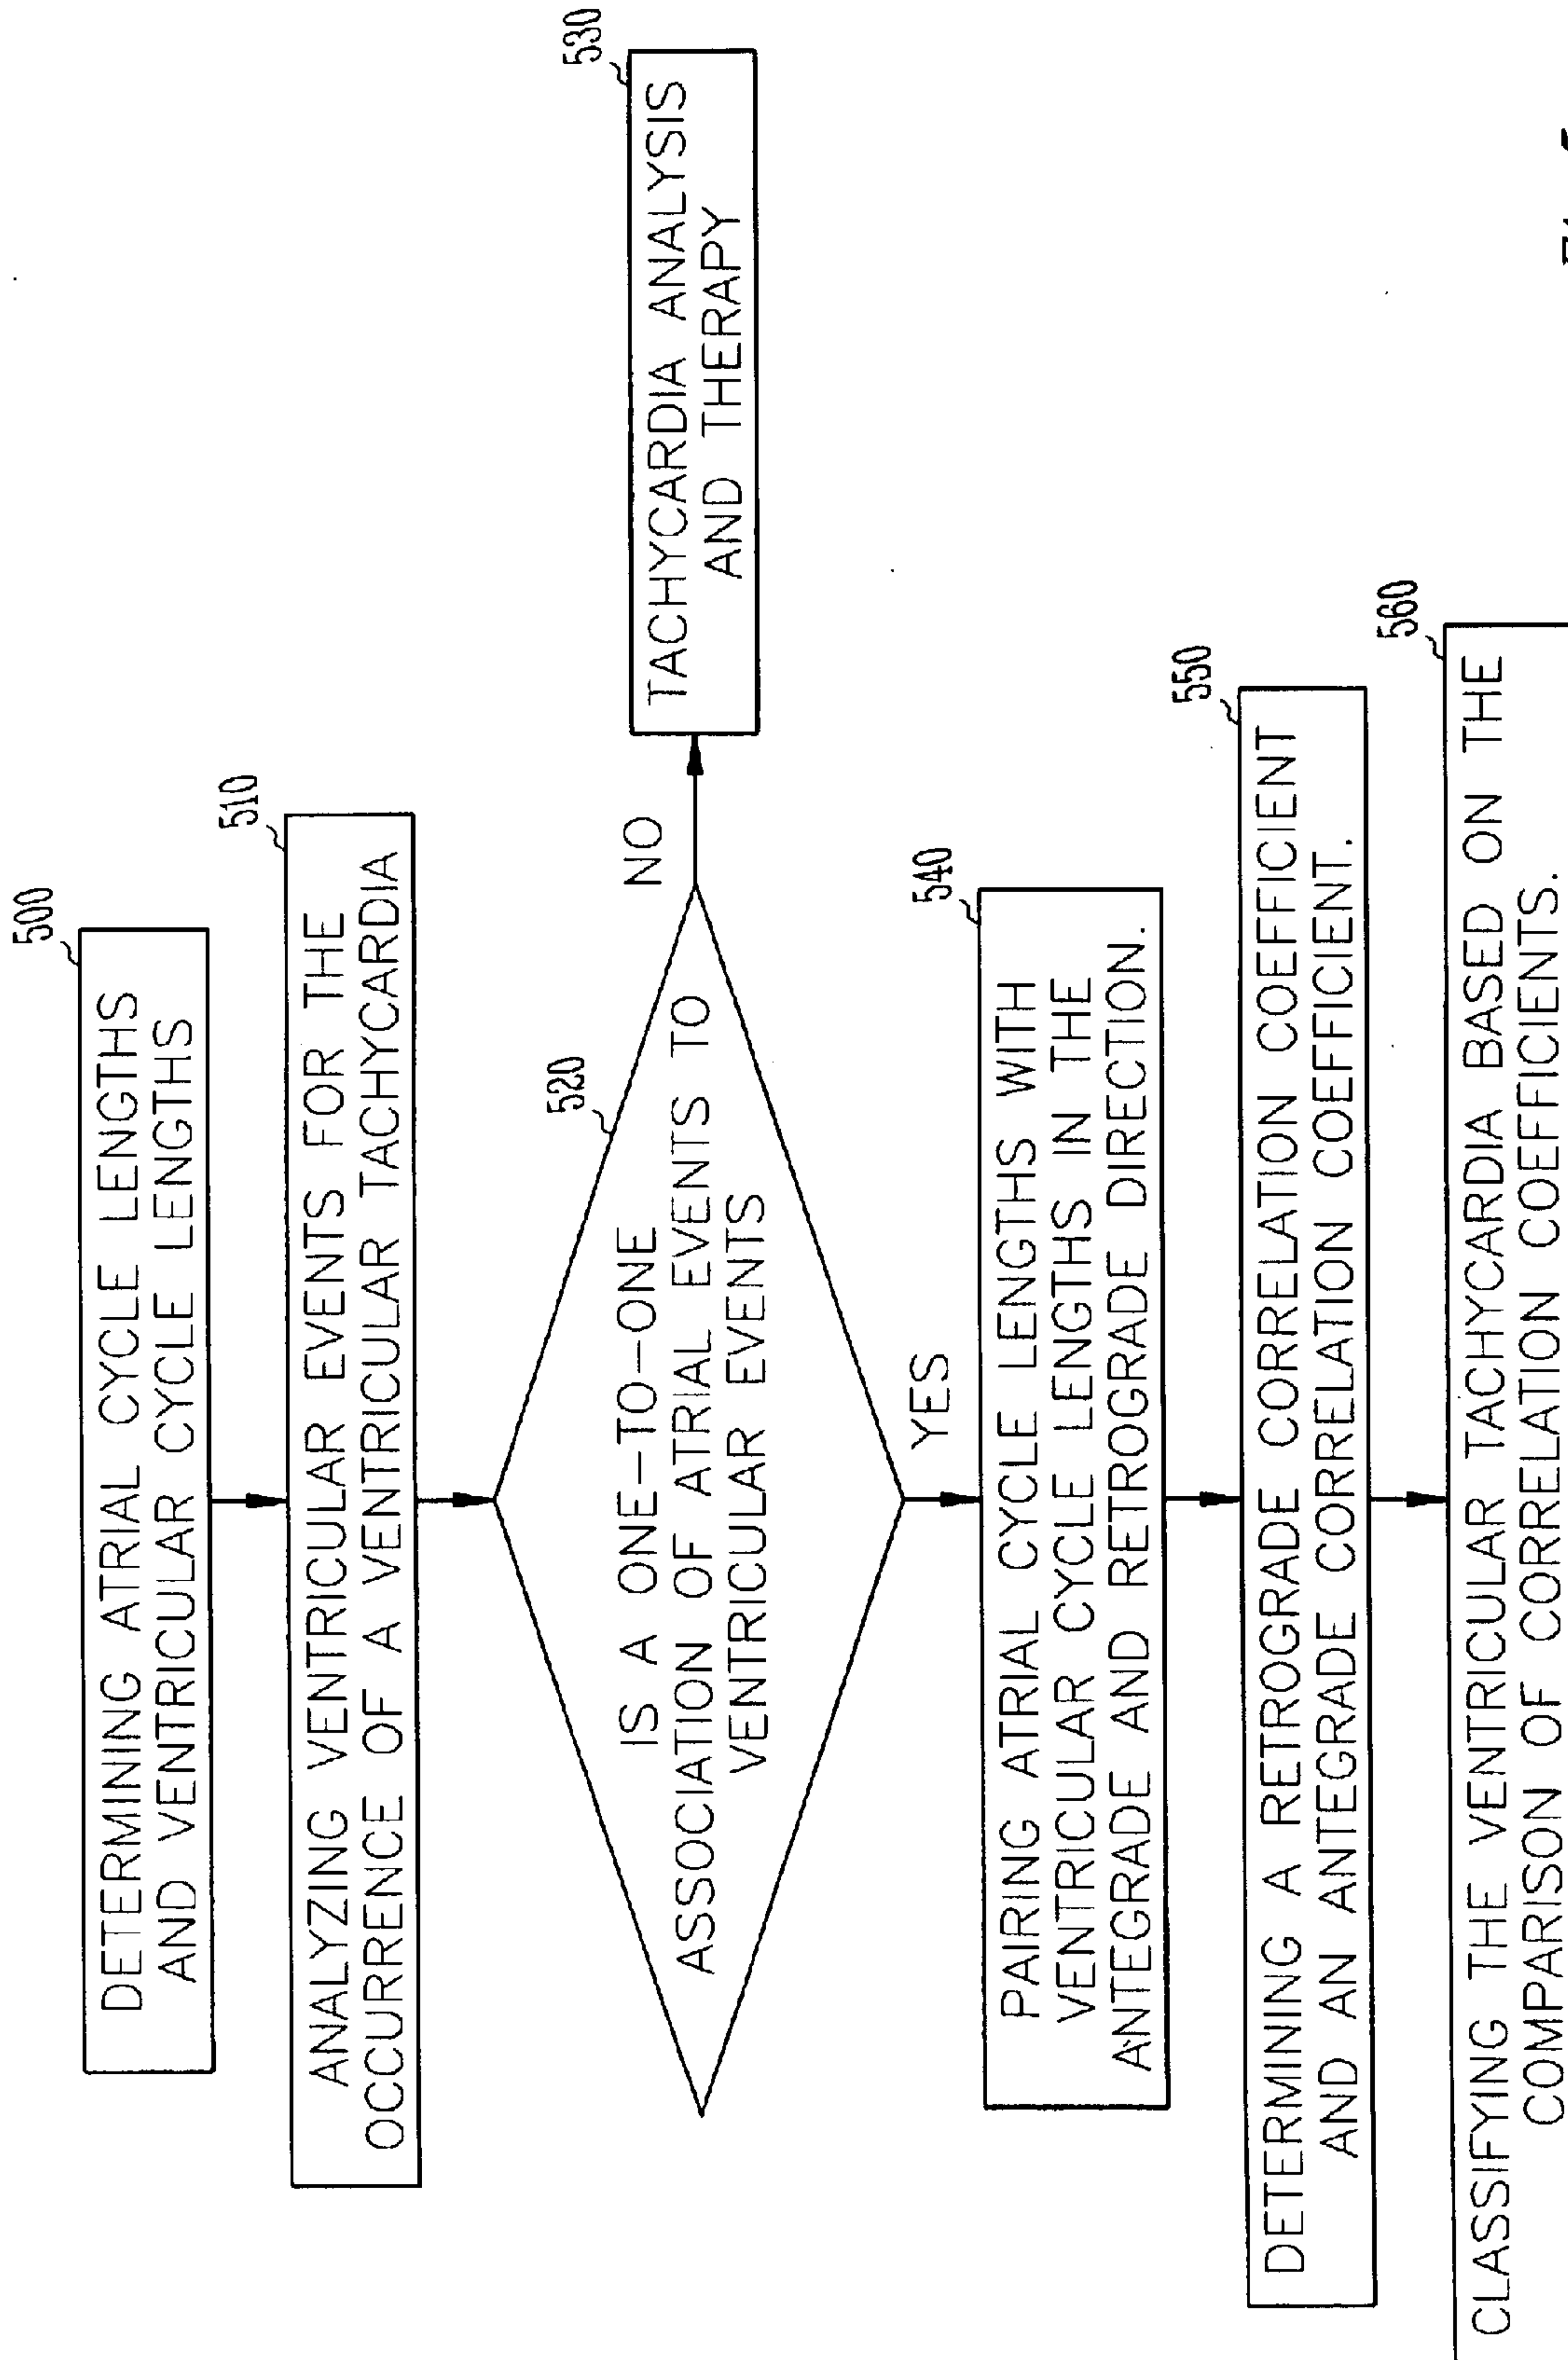 500
DETERMINING ATRIAL CYCLE LENGTHS
AND VENTRICULAR CYCLE LENGTHS
510
ANALYZING VENTRICULAR EVENTS FOR THE
OCCURRENCE OF A VENTRICULAR TACHYCARDIA
520
IS A ONE-TO-ONE
ASSOCIATION OF ATRIAL EVENTS TO
VENTRICULAR EVENTS
NO
530
TACHYCARDIA ANALYSIS
AND THERAPY
YES
540
PAIRING ATRIAL CYCLE LENGTHS WITH
VENTRICULAR CYCLE LENGTHS IN THE
ANTEGRADE AND RETROGRADE DIRECTION.
550
DETERMINING A RETROGRADE CORRELATION COEFFICIENT
AND AN ANTEGRADE CORRELATION COEFFICIENT.
560
CLASSIFYING THE VENTRICULAR TACHYCARDIA BASED ON THE
COMPARISON OF CORRELATION COEFFICIENTS.